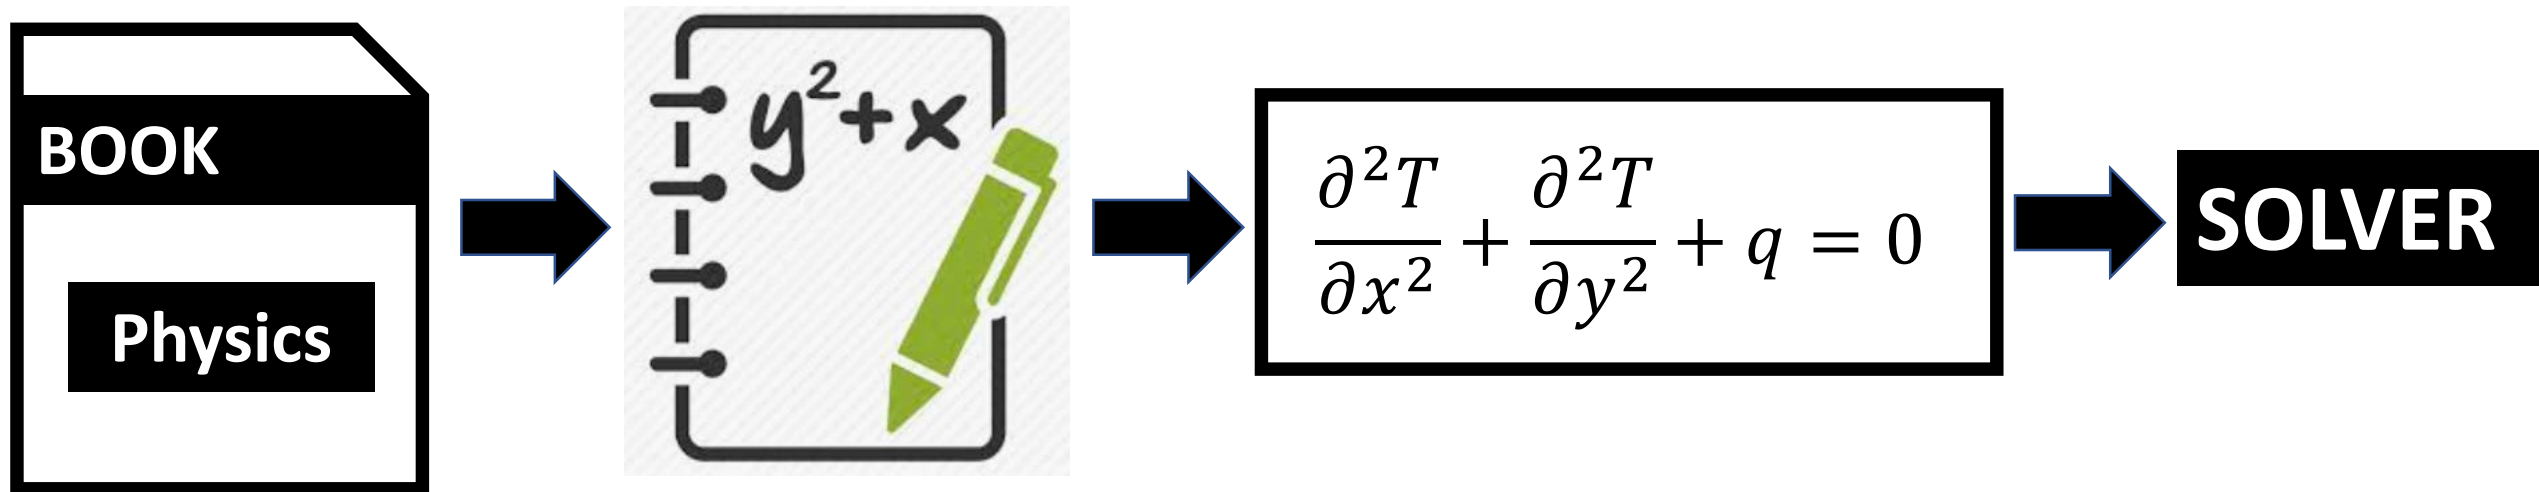 BOOK
Physics
y²+x
∂²T/∂x² + ∂²T/∂y² + q = 0
SOLVER